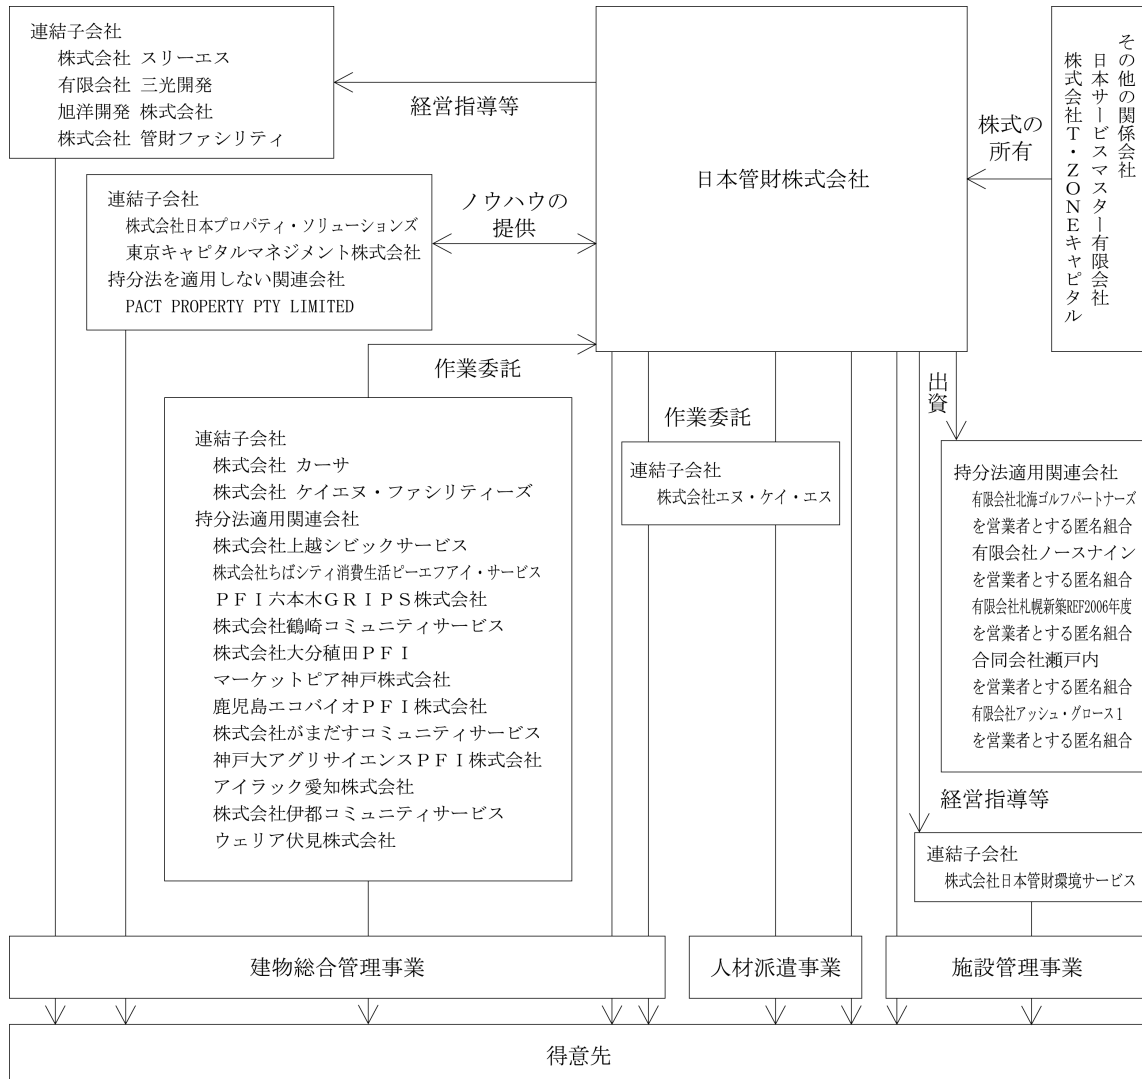 連結子会社
株式会社 スリーエス
有限会社 三光開発
旭洋開発 株式会社
株式会社 管財ファシリティ
経営指導等
日本管財株式会社
株式の
所有
その他の関係会社
日本サービスマスター有限会社
株式会社T・ZONEキャピタル
連結子会社
株式会社日本プロパティ・ソリューションズ
東京キャピタルマネジメント株式会社
持分法を適用しない関連会社
PACT PROPERTY PTY LIMITED
ノウハウの
提供
作業委託
連結子会社
株式会社 カーサ
株式会社 ケイエヌ・ファシリティーズ
持分法適用関連会社
株式会社上越シビックサービス
株式会社ちばシティ消費生活ピーエフアイ・サービス
ＰＦＩ六本木ＧＲＩＰＳ株式会社
株式会社鶴崎コミュニティサービス
株式会社大分稙田ＰＦＩ
マーケットピア神戸株式会社
鹿児島エコバイオＰＦＩ株式会社
株式会社がまだすコミュニティサービス
神戸大アグリサイエンスＰＦＩ株式会社
アイラック愛知株式会社
株式会社伊都コミュニティサービス
ウェリア伏見株式会社
作業委託
連結子会社
株式会社エヌ・ケイ・エス
出資
持分法適用関連会社
有限会社北海ゴルフパートナーズ
を営業者とする匿名組合
有限会社ノースナイン
を営業者とする匿名組合
有限会社札幌新築REF2006年度
を営業者とする匿名組合
合同会社瀬戸内
を営業者とする匿名組合
有限会社アッシュ・グロース１
を営業者とする匿名組合
経営指導等
連結子会社
株式会社日本管財環境サービス
建物総合管理事業
人材派遣事業
施設管理事業
得意先